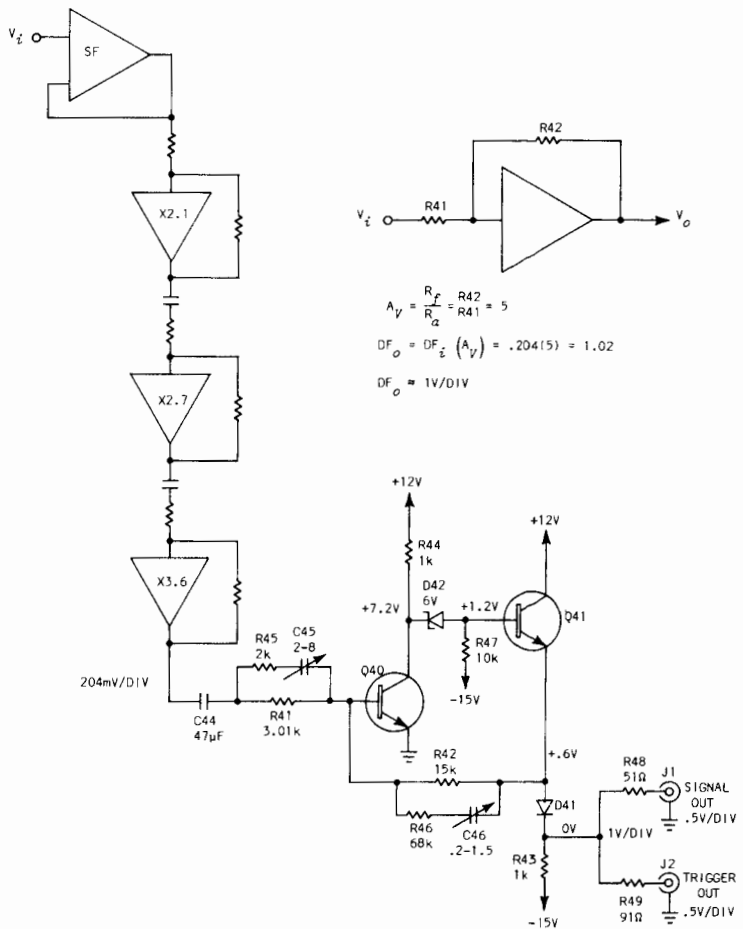 V_i
SF
X2.1
X2.7
X3.6
204mV/DIV
R42
R41
V_i
V_o
A_V = R_f/R_a = R42/R41 = 5
DF_o = DF_i (A_V) = .204(5) = 1.02
DF_o ≈ 1V/DIV
+12V
R44
1k
+7.2V
D42
6V
+1.2V
+12V
Q41
R47
10k
-15V
Q40
R45
2k
C45
2-8
C44
47μF
R41
3.01k
R42
15k
R46
68k
C46
.2-1.5
+.6V
D41
0V
1V/DIV
R43
1k
-15V
R48
51Ω
J1
SIGNAL
OUT
.5V/DIV
R49
91Ω
J2
TRIGGER
OUT
.5V/DIV